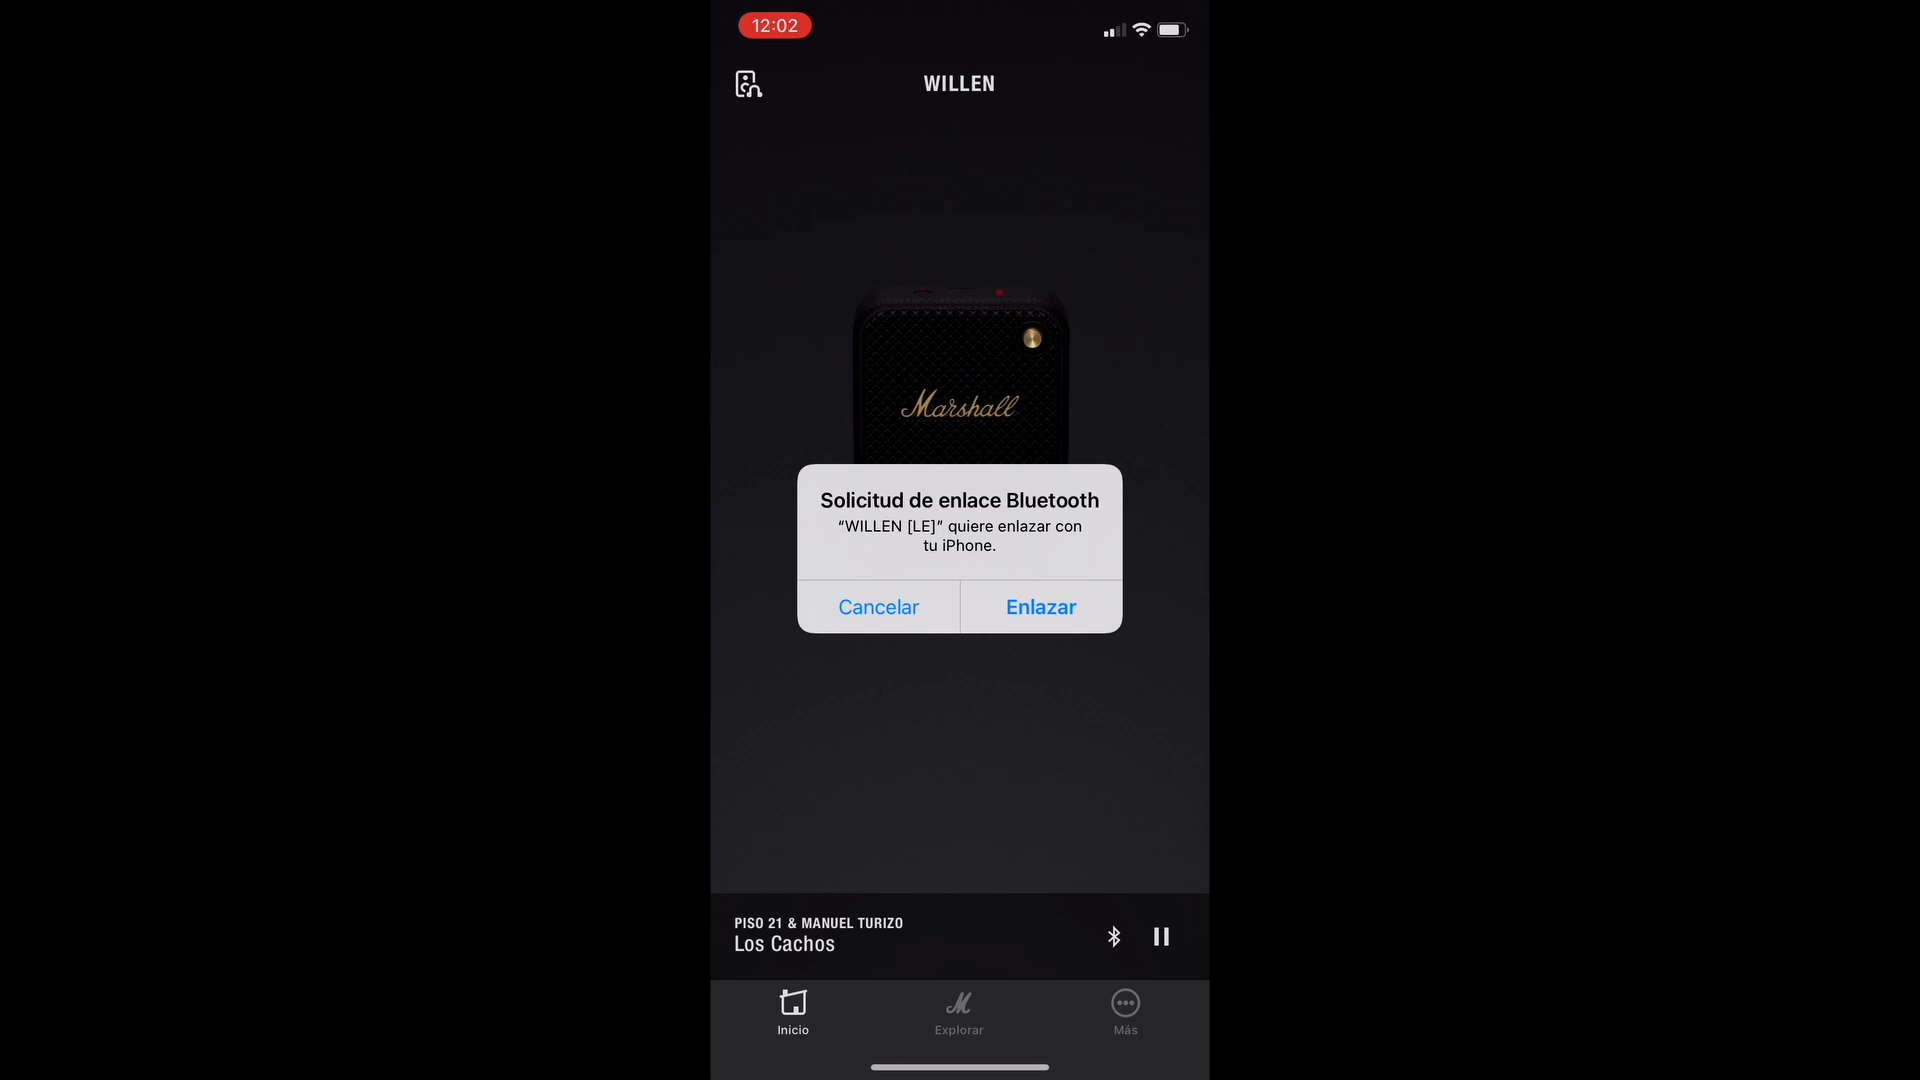 12:02
WILLEN
Marshall
Solicitud de enlace Bluetooth
“WILLEN [LE]” quiere enlazar con
tu iPhone.
Cancelar
Enlazar
PISO 21 & MANUEL TURIZO
Los Cachos
Inicio
Explorar
Más